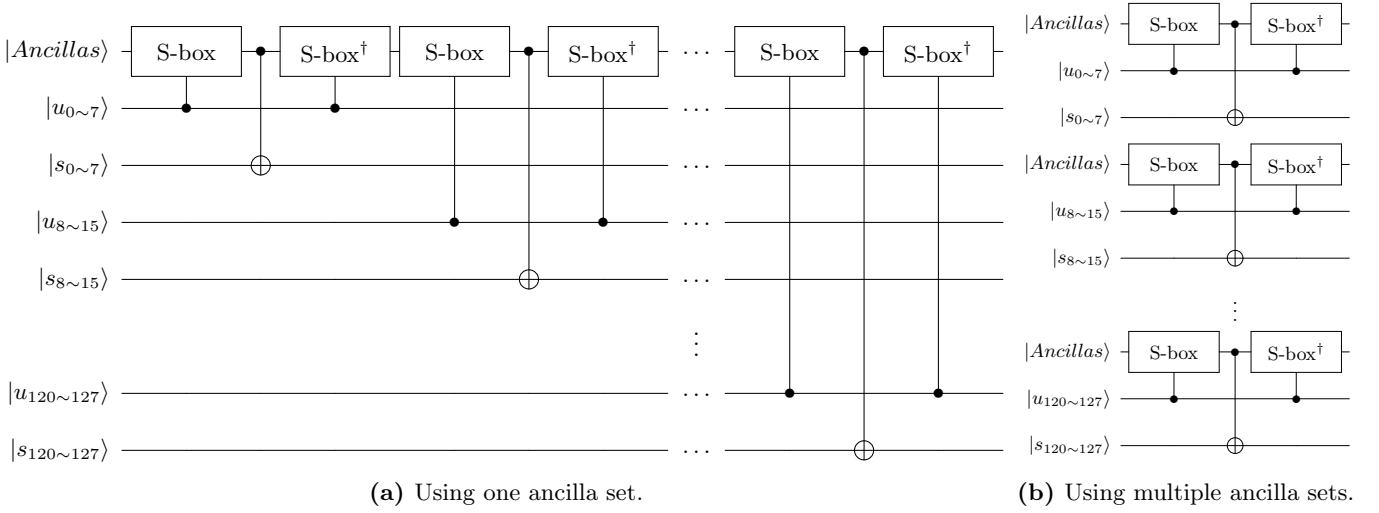 |Ancillas⟩ S-box S-box† S-box S-box† ... S-box S-box†
|u₀∼₇⟩ ...
|s₀∼₇⟩ ...
|u₈∼₁₅⟩ ...
|s₈∼₁₅⟩ ...
⋮
|u₁₂₀∼₁₂₇⟩ ...
|s₁₂₀∼₁₂₇⟩ ...
(a) Using one ancilla set.
|Ancillas⟩ S-box S-box†
|u₀∼₇⟩
|s₀∼₇⟩
|Ancillas⟩ S-box S-box†
|u₈∼₁₅⟩
|s₈∼₁₅⟩
⋮
|Ancillas⟩ S-box S-box†
|u₁₂₀∼₁₂₇⟩
|s₁₂₀∼₁₂₇⟩
(b) Using multiple ancilla sets.